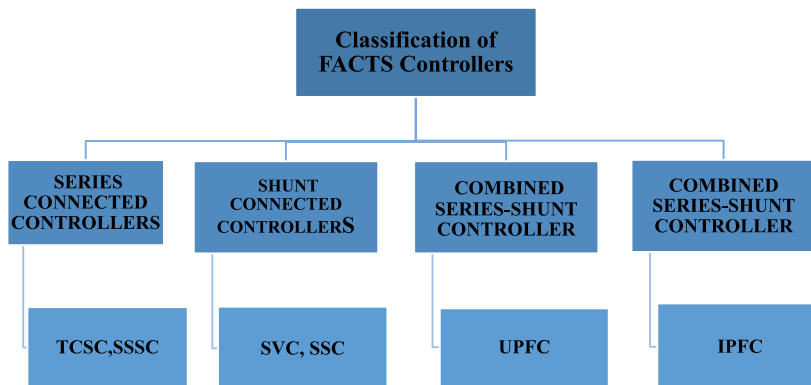 Classification of
FACTS Controllers
SERIES
CONNECTED
CONTROLLERS
SHUNT
CONNECTED
CONTROLLERS
COMBINED
SERIES-SHUNT
CONTROLLER
COMBINED
SERIES-SHUNT
CONTROLLER
TCSC,SSSC
SVC, SSC
UPFC
IPFC